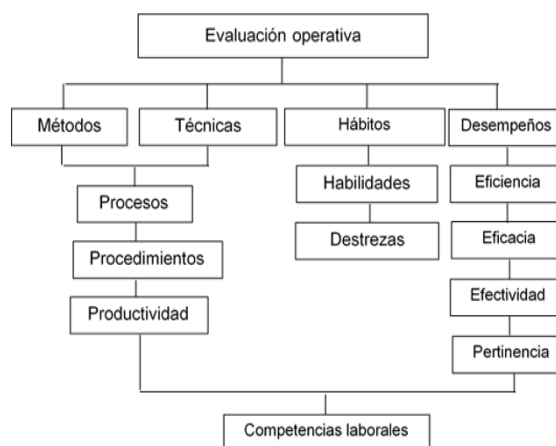 Evaluación operativa
Métodos
Técnicas
Hábitos
Desempeños
Habilidades
Eficiencia
Procesos
Destrezas
Eficacia
Procedimientos
Efectividad
Productividad
Pertinencia
Competencias laborales